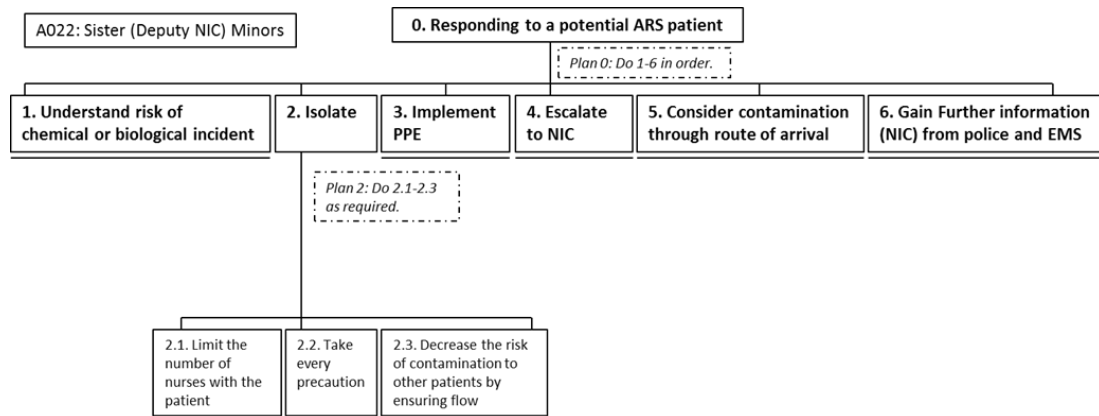 A022: Sister (Deputy NIC) Minors
0. Responding to a potential ARS patient
Plan 0: Do 1-6 in order.
1. Understand risk of
chemical or biological incident
2. Isolate
3. Implement
PPE
4. Escalate
to NIC
5. Consider contamination
through route of arrival
6. Gain Further information
(NIC) from police and EMS
Plan 2: Do 2.1-2.3
as required.
2.1. Limit the
number of
nurses with the
patient
2.2. Take
every
precaution
2.3. Decrease the risk
of contamination to
other patients by
ensuring flow